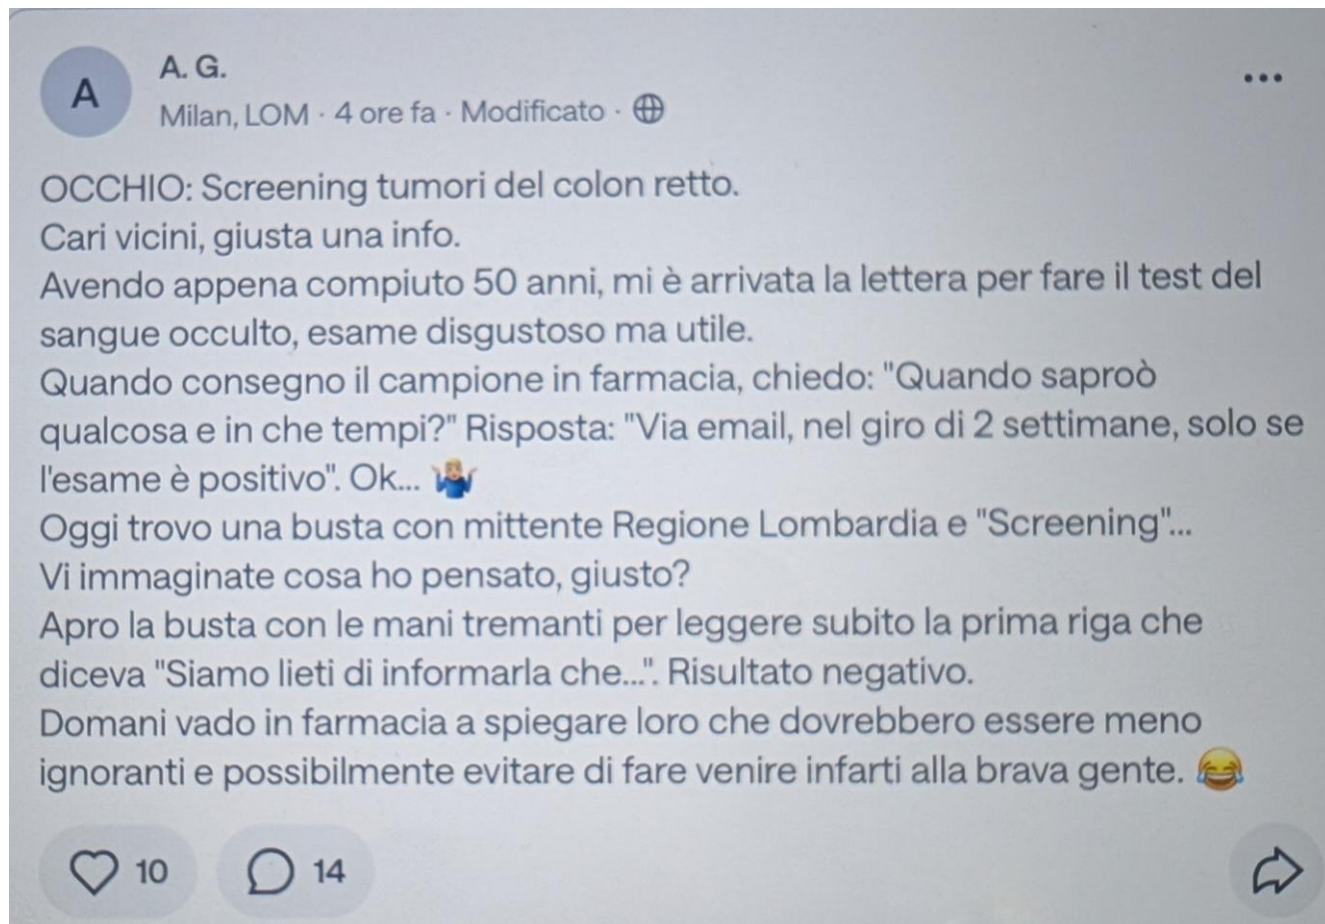 A
A. G.
Milan, LOM · 4 ore fa · Modificato ·
OCCHIO: Screening tumori del colon retto.
Cari vicini, giusta una info.
Avendo appena compiuto 50 anni, mi è arrivata la lettera per fare il test del
sangue occulto, esame disgustoso ma utile.
Quando consegno il campione in farmacia, chiedo: "Quando saproò
qualcosa e in che tempi?" Risposta: "Via email, nel giro di 2 settimane, solo se
l'esame è positivo". Ok... 🤷🏼‍♂️
Oggi trovo una busta con mittente Regione Lombardia e "Screening"...
Vi immaginate cosa ho pensato, giusto?
Apro la busta con le mani tremanti per leggere subito la prima riga che
diceva "Siamo lieti di informarla che...". Risultato negativo.
Domani vado in farmacia a spiegare loro che dovrebbero essere meno
ignoranti e possibilmente evitare di fare venire infarti alla brava gente. 😂
10
14